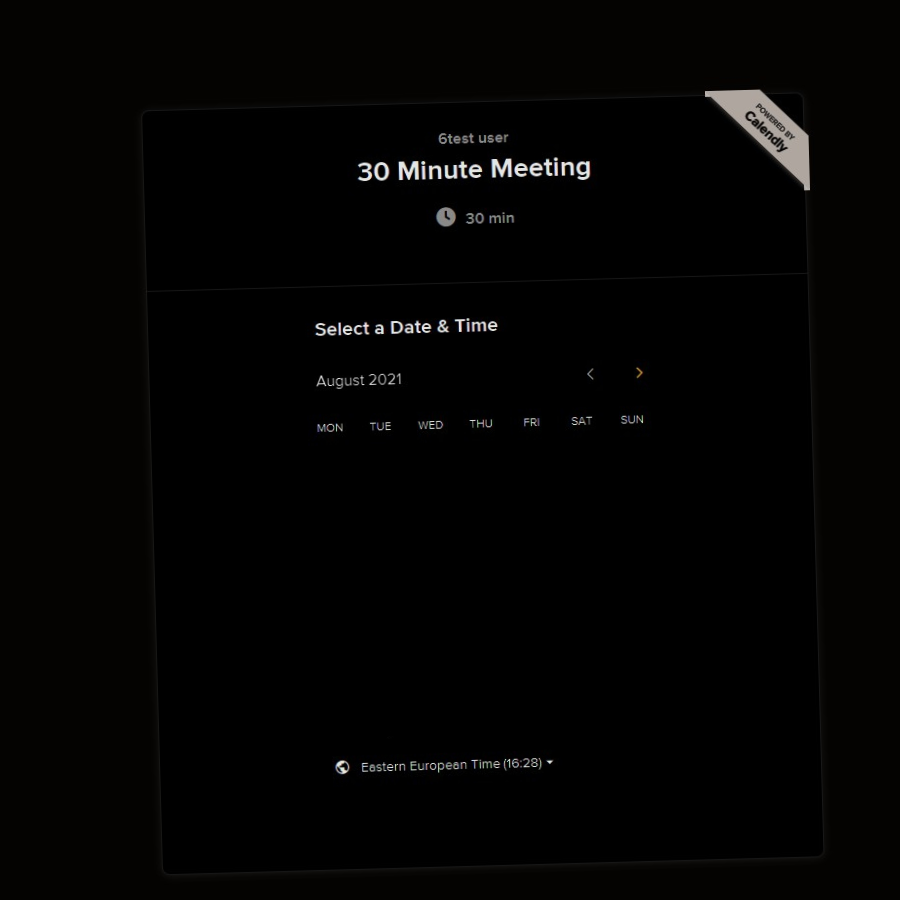 POWERED BY
Calendly
6test user
30 Minute Meeting
30 min
Select a Date & Time
August 2021
MON TUE WED THU FRI SAT SUN
Eastern European Time (16:28)